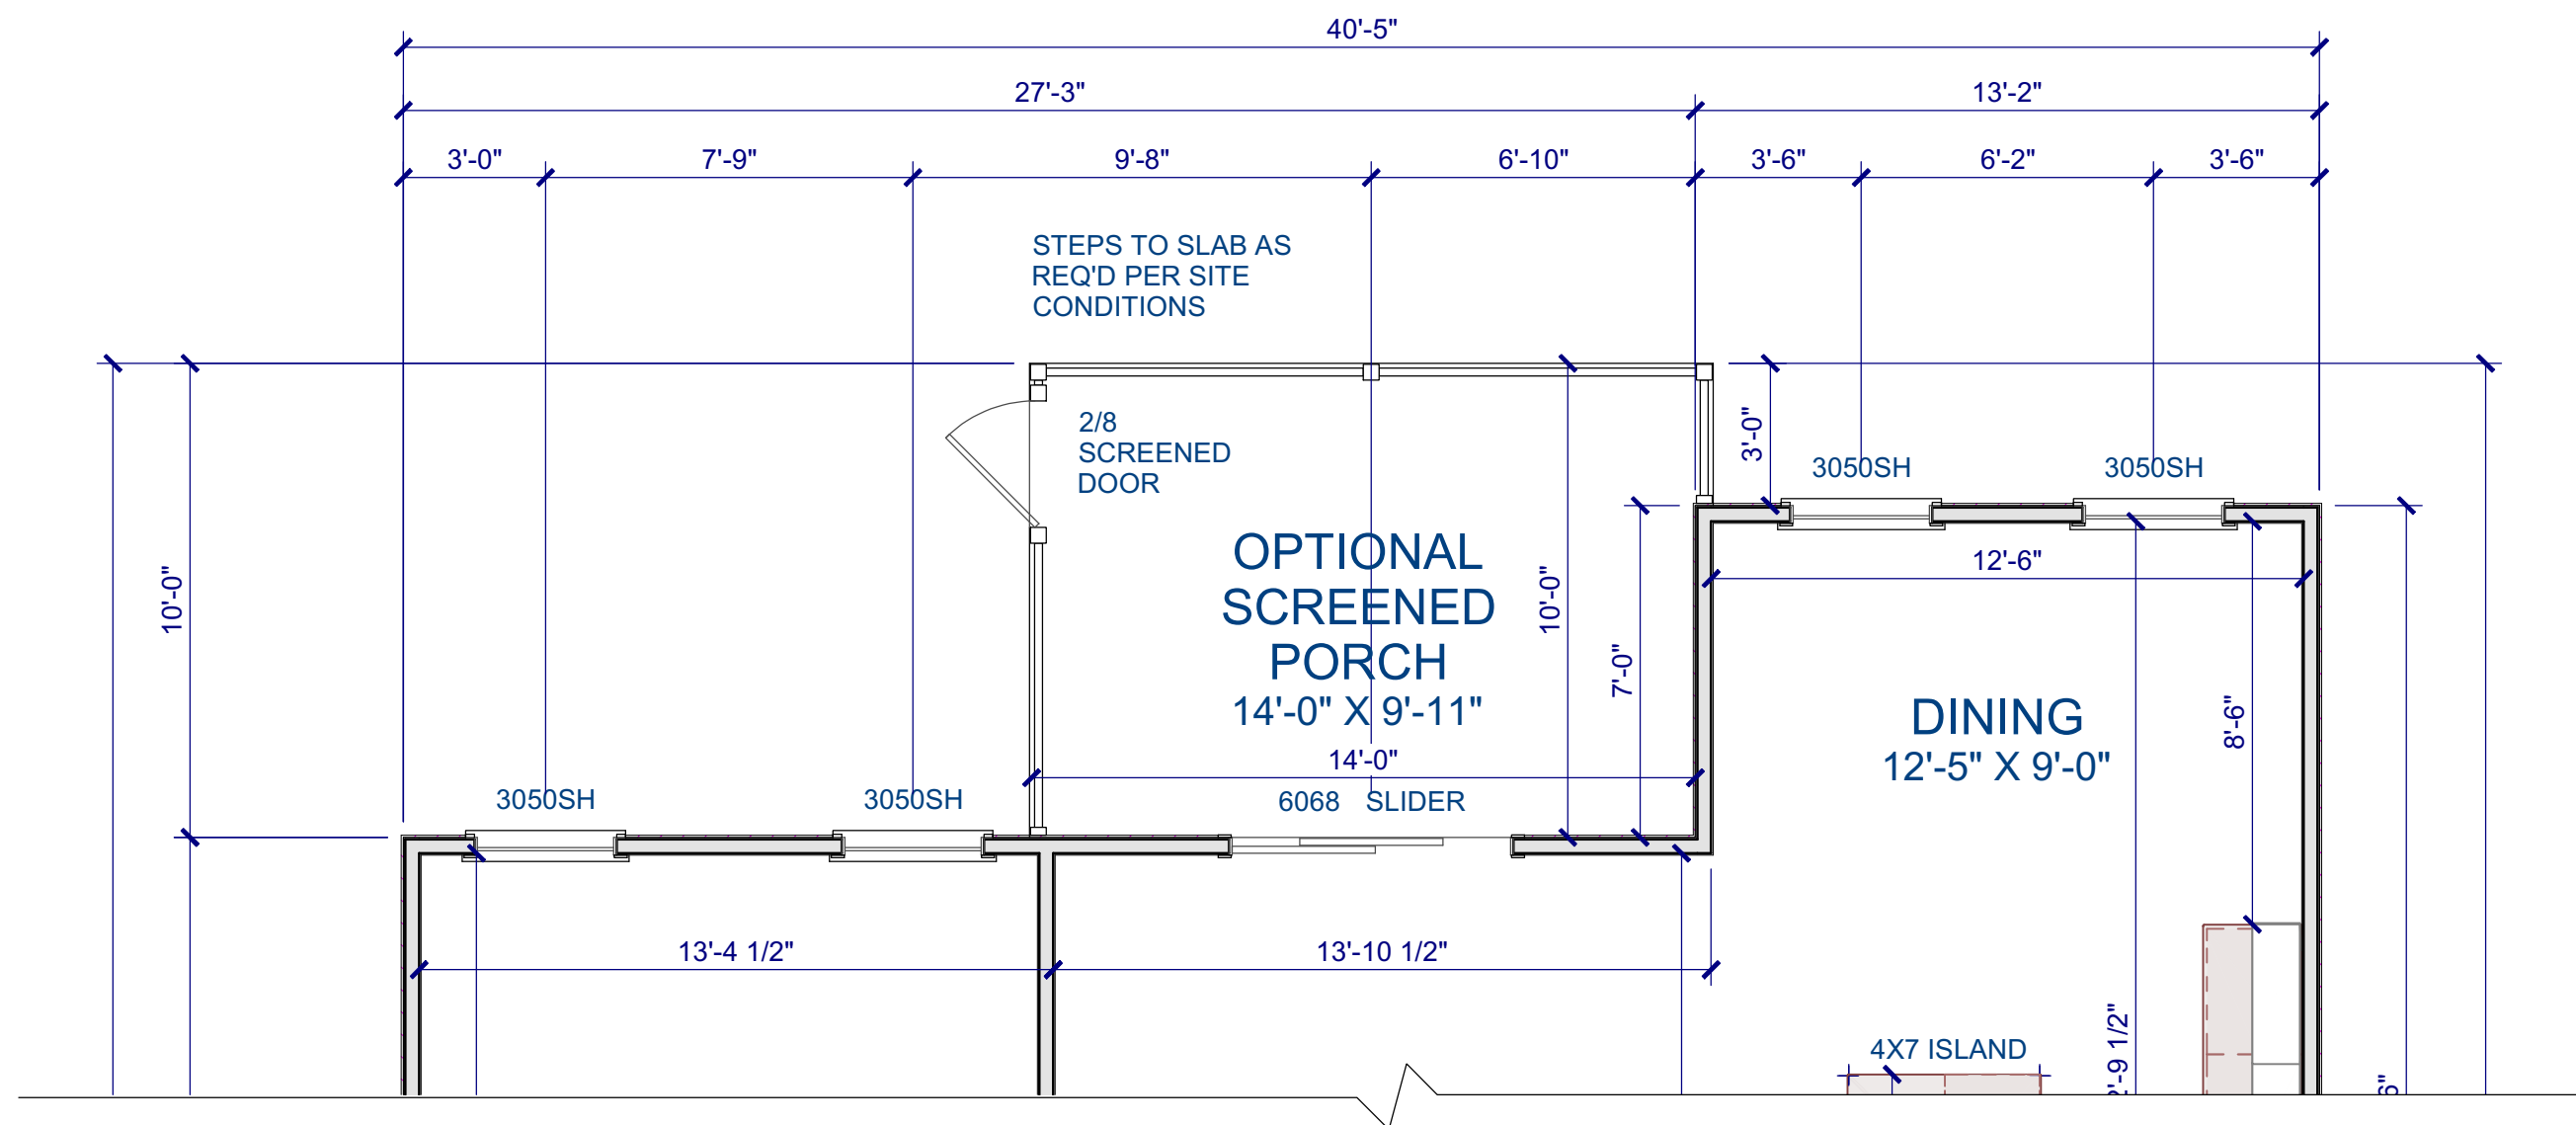 40'-5"
27'-3"
13'-2"
3'-0"
7'-9"
9'-8"
6'-10"
3'-6"
6'-2"
3'-6"
STEPS TO SLAB AS
REQ'D PER SITE
CONDITIONS
2/8
SCREENED
DOOR
3'-0"
3050SH
3050SH
10'-0"
OPTIONAL
SCREENED
PORCH
14'-0" X 9'-11"
10'-0"
7'-0"
12'-6"
DINING
12'-5" X 9'-0"
8'-6"
14'-0"
3050SH
3050SH
6068 SLIDER
13'-4 1/2"
13'-10 1/2"
4X7 ISLAND
'-9 1/2"